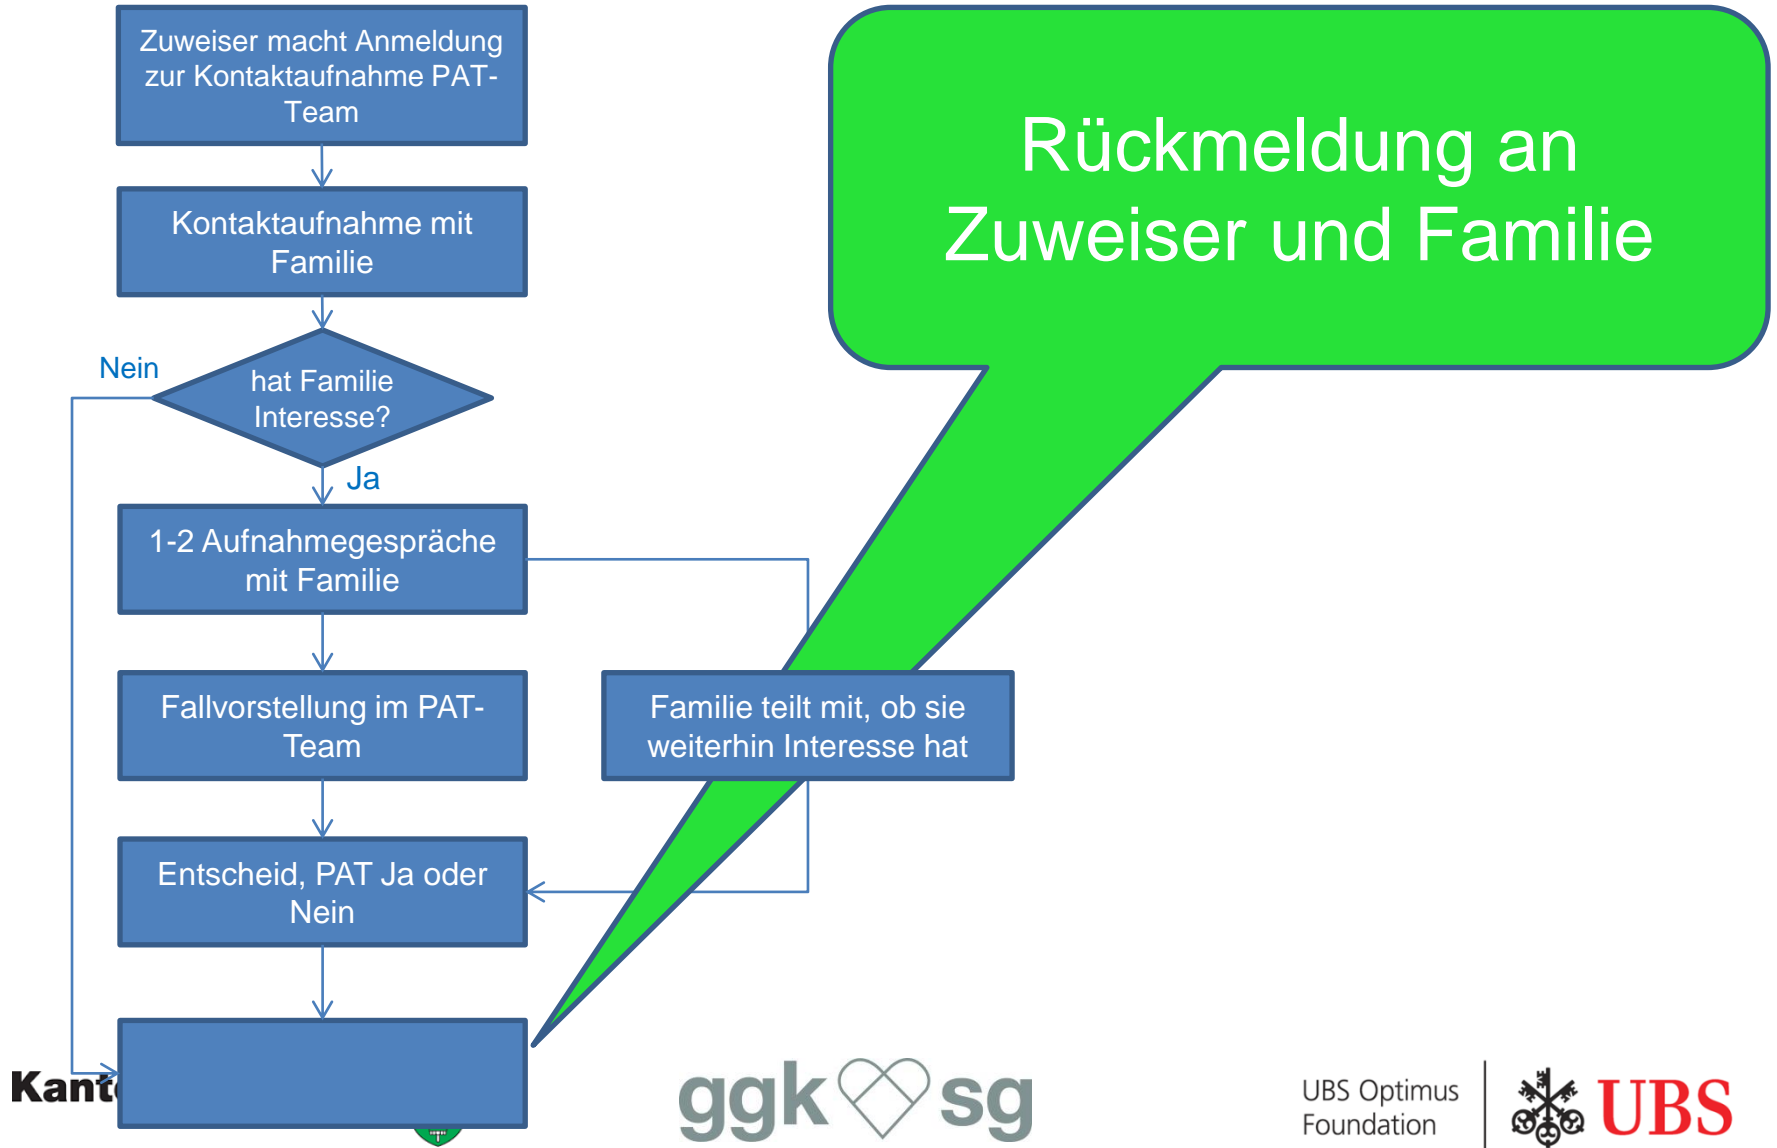 Zuweiser macht Anmeldung
zur Kontaktaufnahme PAT-
Team
Rückmeldung an
Zuweiser und Familie
Kontaktaufnahme mit
Familie
Nein
hat Familie
Interesse?
Ja
1-2 Aufnahmegespräche
mit Familie
Fallvorstellung im PAT-
Team
Familie teilt mit, ob sie
weiterhin Interesse hat
Entscheid, PAT Ja oder
Nein
ggk sg
UBS Optimus
Foundation
UBS